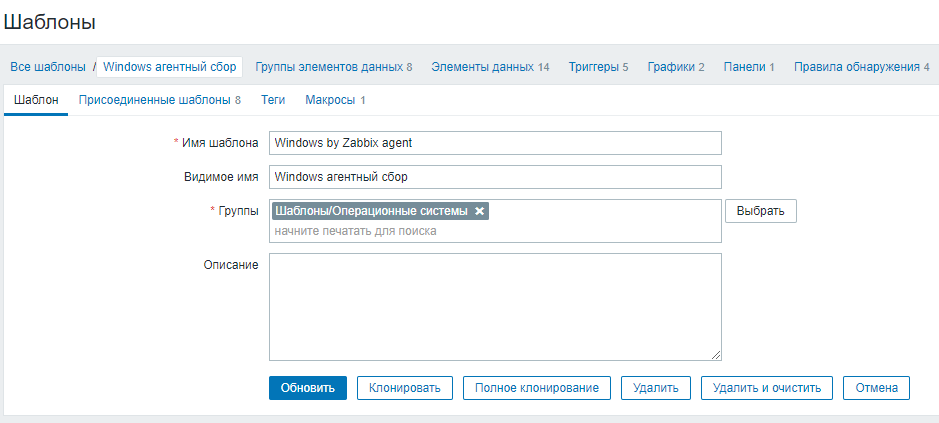 Шаблоны
Все шаблоны / Windows агентный сбор Группы элементов данных 8 Элементы данных 14 Триггеры 5 Графики 2 Панели 1 Правила обнаружения 4
Шаблон Присоединенные шаблоны 8 Теги Макросы 1
* Имя шаблона Windows by Zabbix agent
Видимое имя Windows агентный сбор
* Группы Шаблоны/Операционные системы Выбрать
начните печатать для поиска
Описание
Обновить Клонировать Полное клонирование Удалить Удалить и очистить Отмена